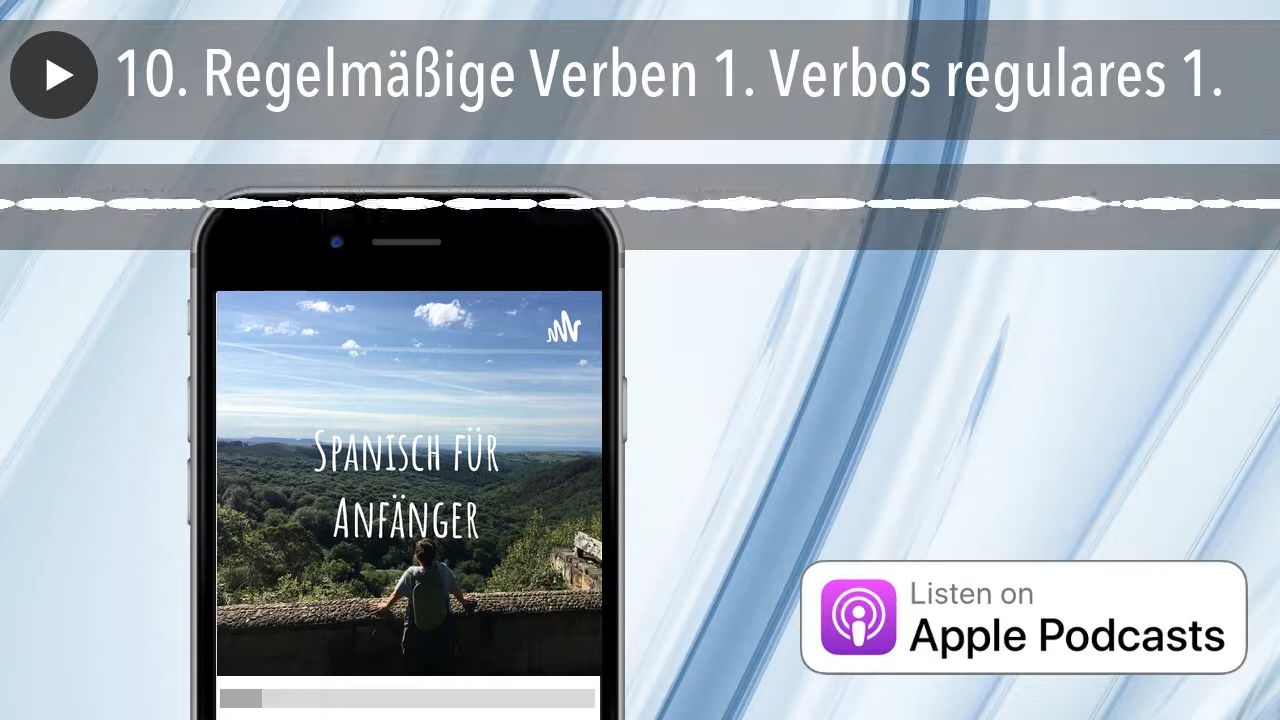 10. Regelmäßige Verben 1. Verbos regulares 1.
Spanisch für
Anfänger
Listen on
Apple Podcasts